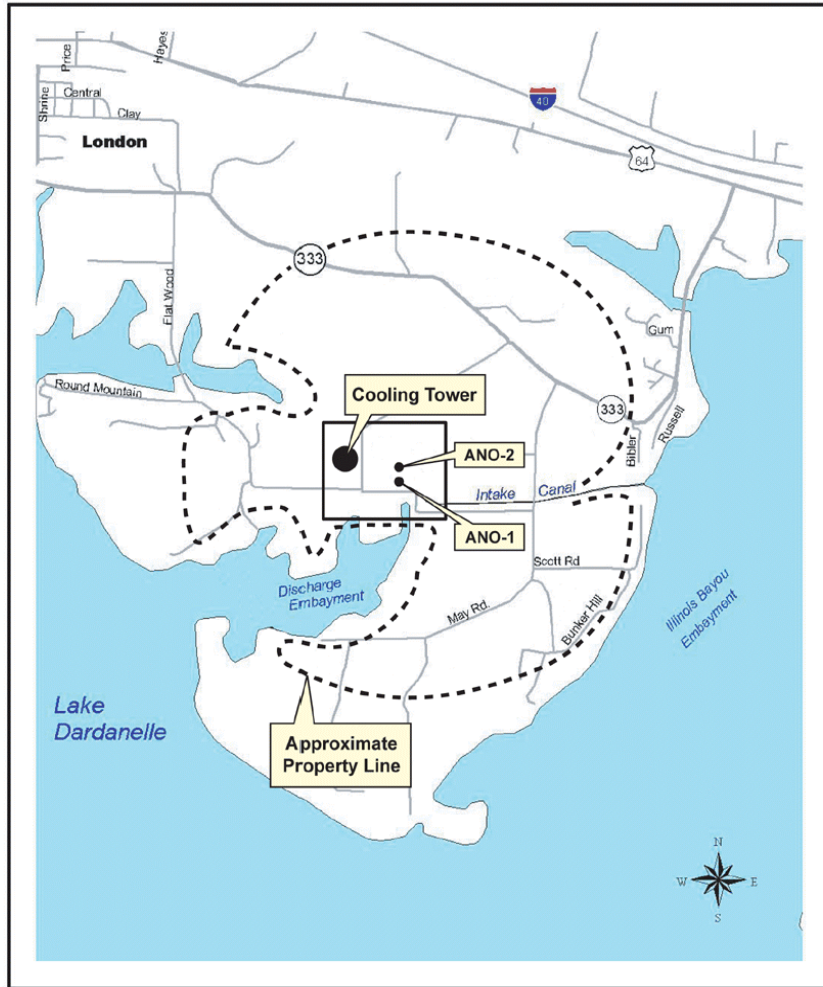 Price
Hayes
Shrine
Central
Clay
40
London
64
333
Flat Wood
Gum
Round Mountain
Cooling Tower
333
Russell
Bibler
ANO-2
Intake Canal
ANO-1
Scott Rd
Discharge
Embayment
May Rd.
Bunker Hill
Illinois Bayou
Embayment
Lake
Dardanelle
Approximate
Property Line
N
W
E
S